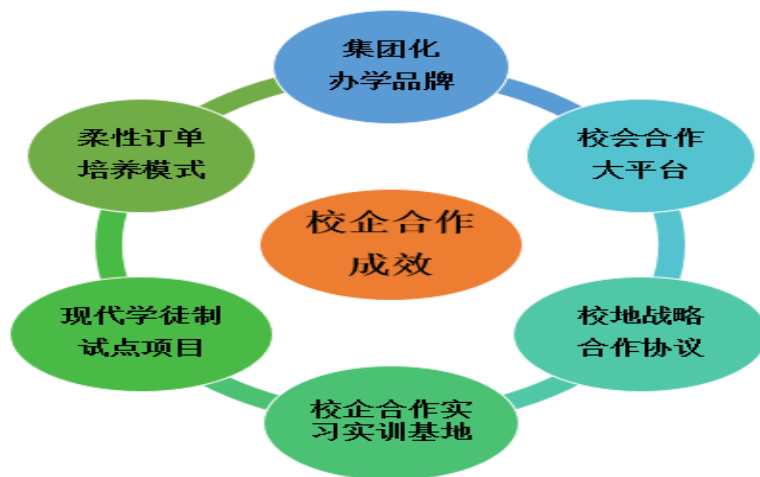 集团化
办学品牌
校会合作
大平台
校地战略
合作协议
校企合作实
习实训基地
现代学徒制
试点项目
柔性订单
培养模式
校企合作
成效